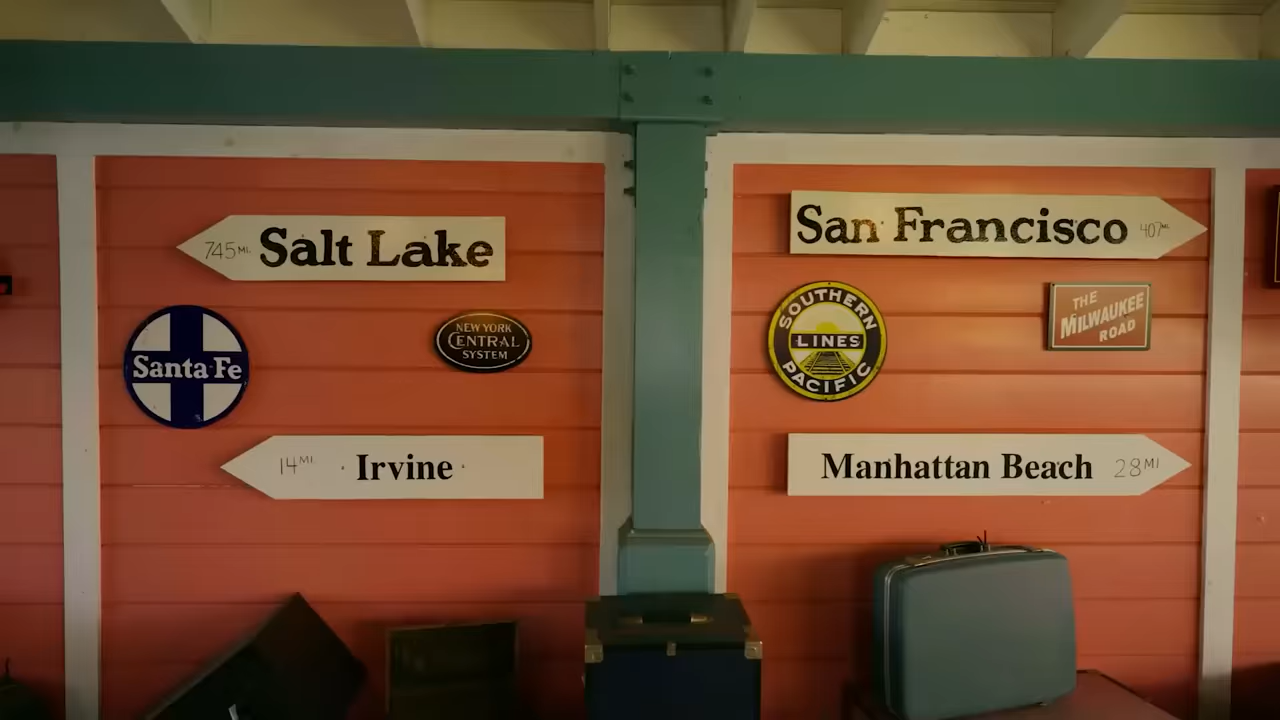 745 MI. Salt Lake
San Francisco 407 MI.
Santa Fe
NEW YORK
CENTRAL
SYSTEM
SOUTHERN
LINES
PACIFIC
THE
MILWAUKEE
ROAD
14 MI. Irvine
Manhattan Beach 28 MI